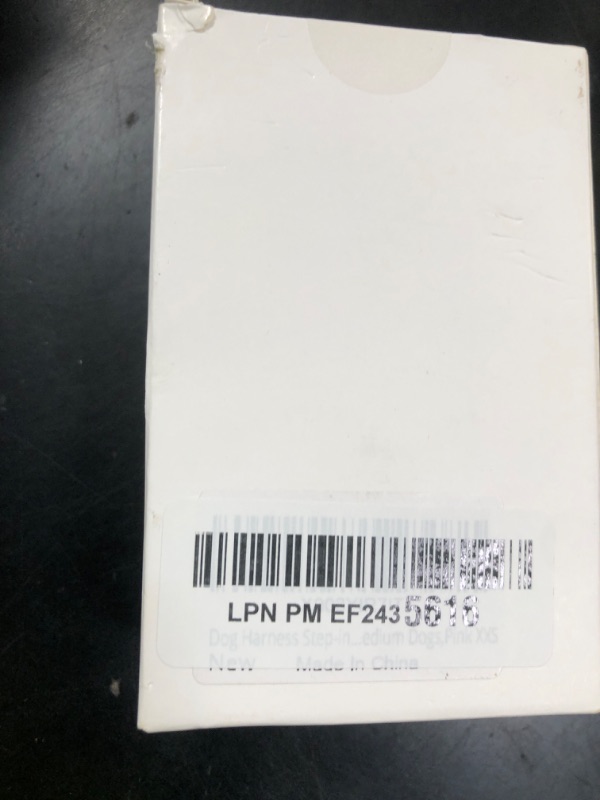 LPN PM EF2435616
Dog Harness Step-in...edium Dogs,Pink XXS
New Made In China